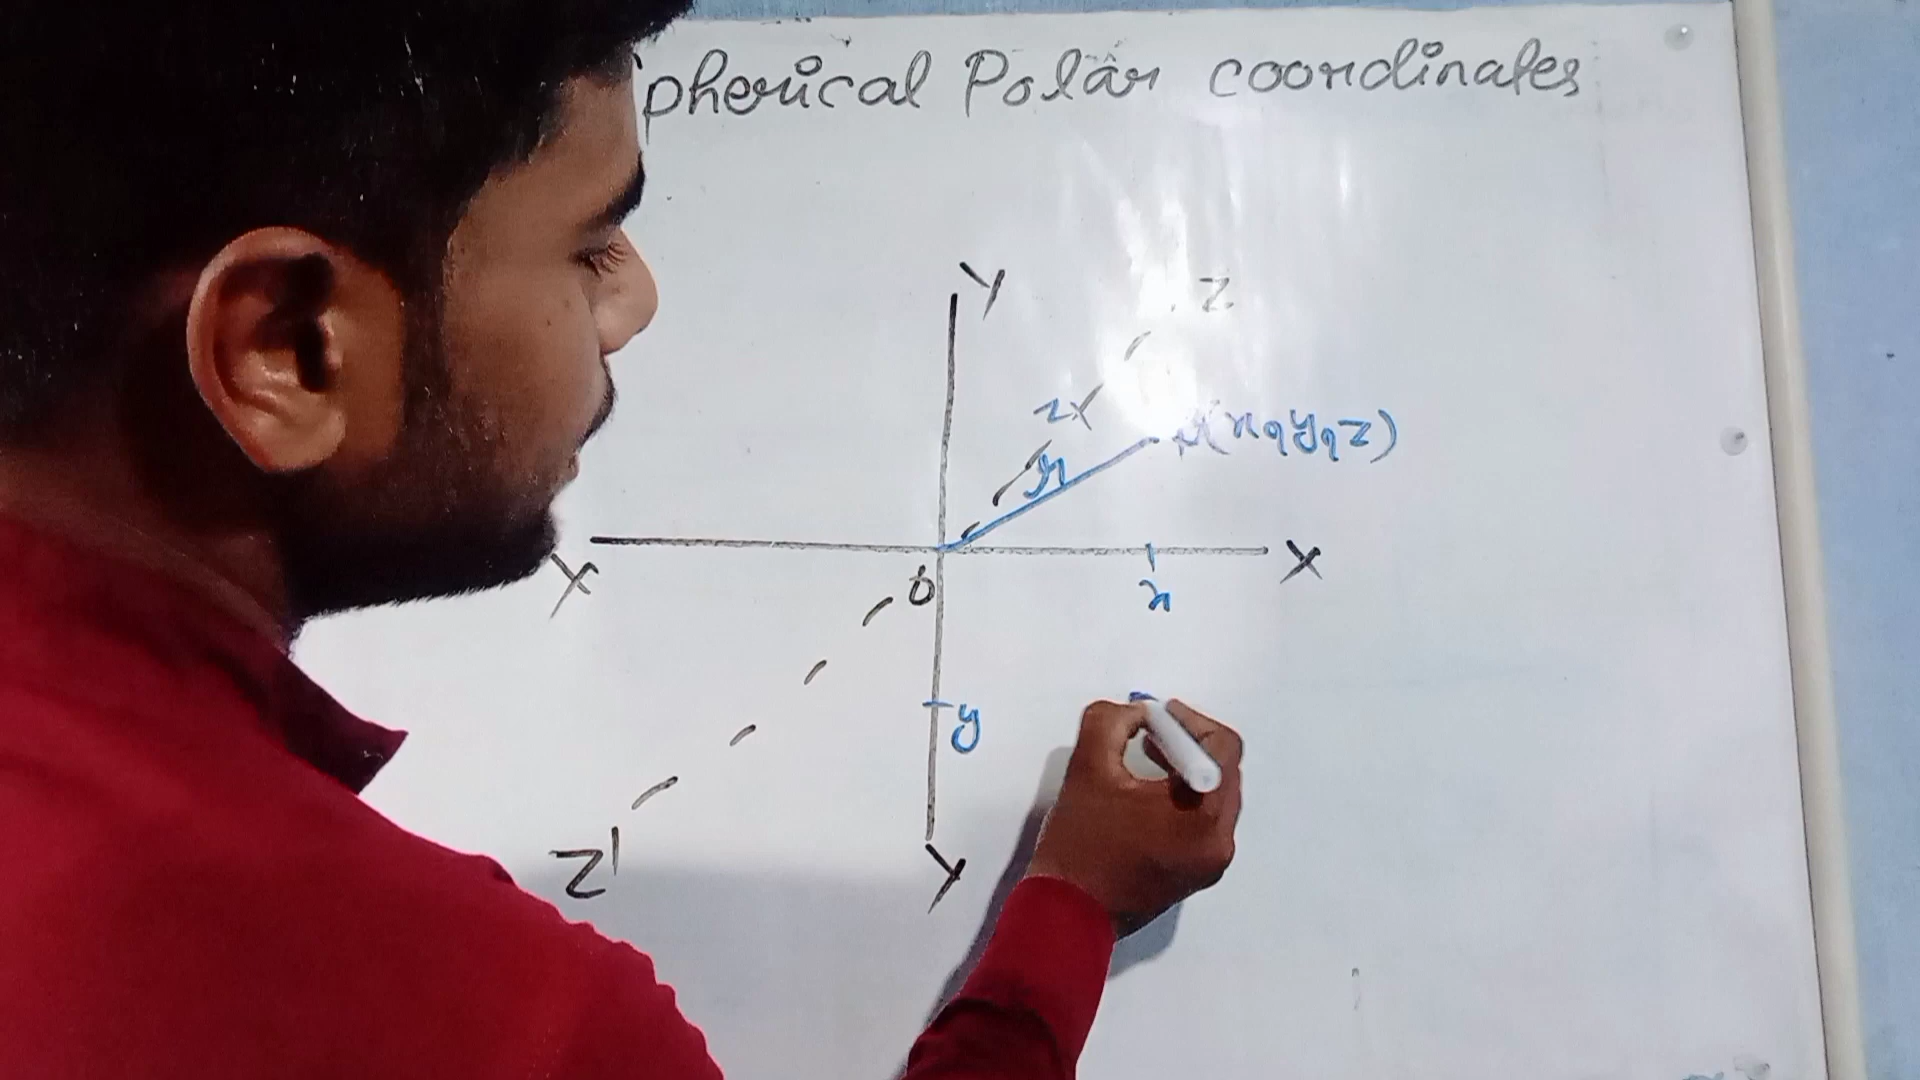 pherical Polar coordinates
Y
Z
z
r
(x, y, z)
X
X
O
x
y
Z'
Y